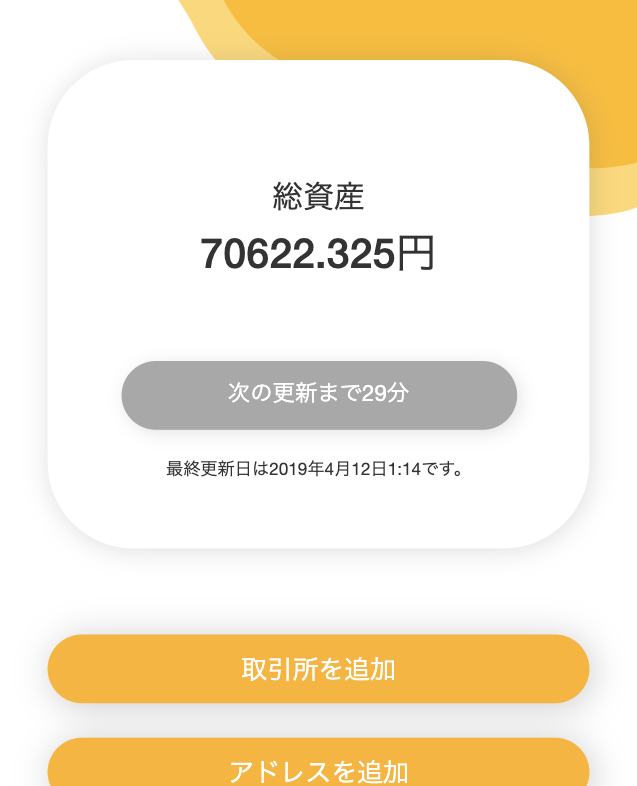 総資産
70622.325円
次の更新まで29分
最終更新日は2019年4月12日1:14です。
取引所を追加
アドレスを追加